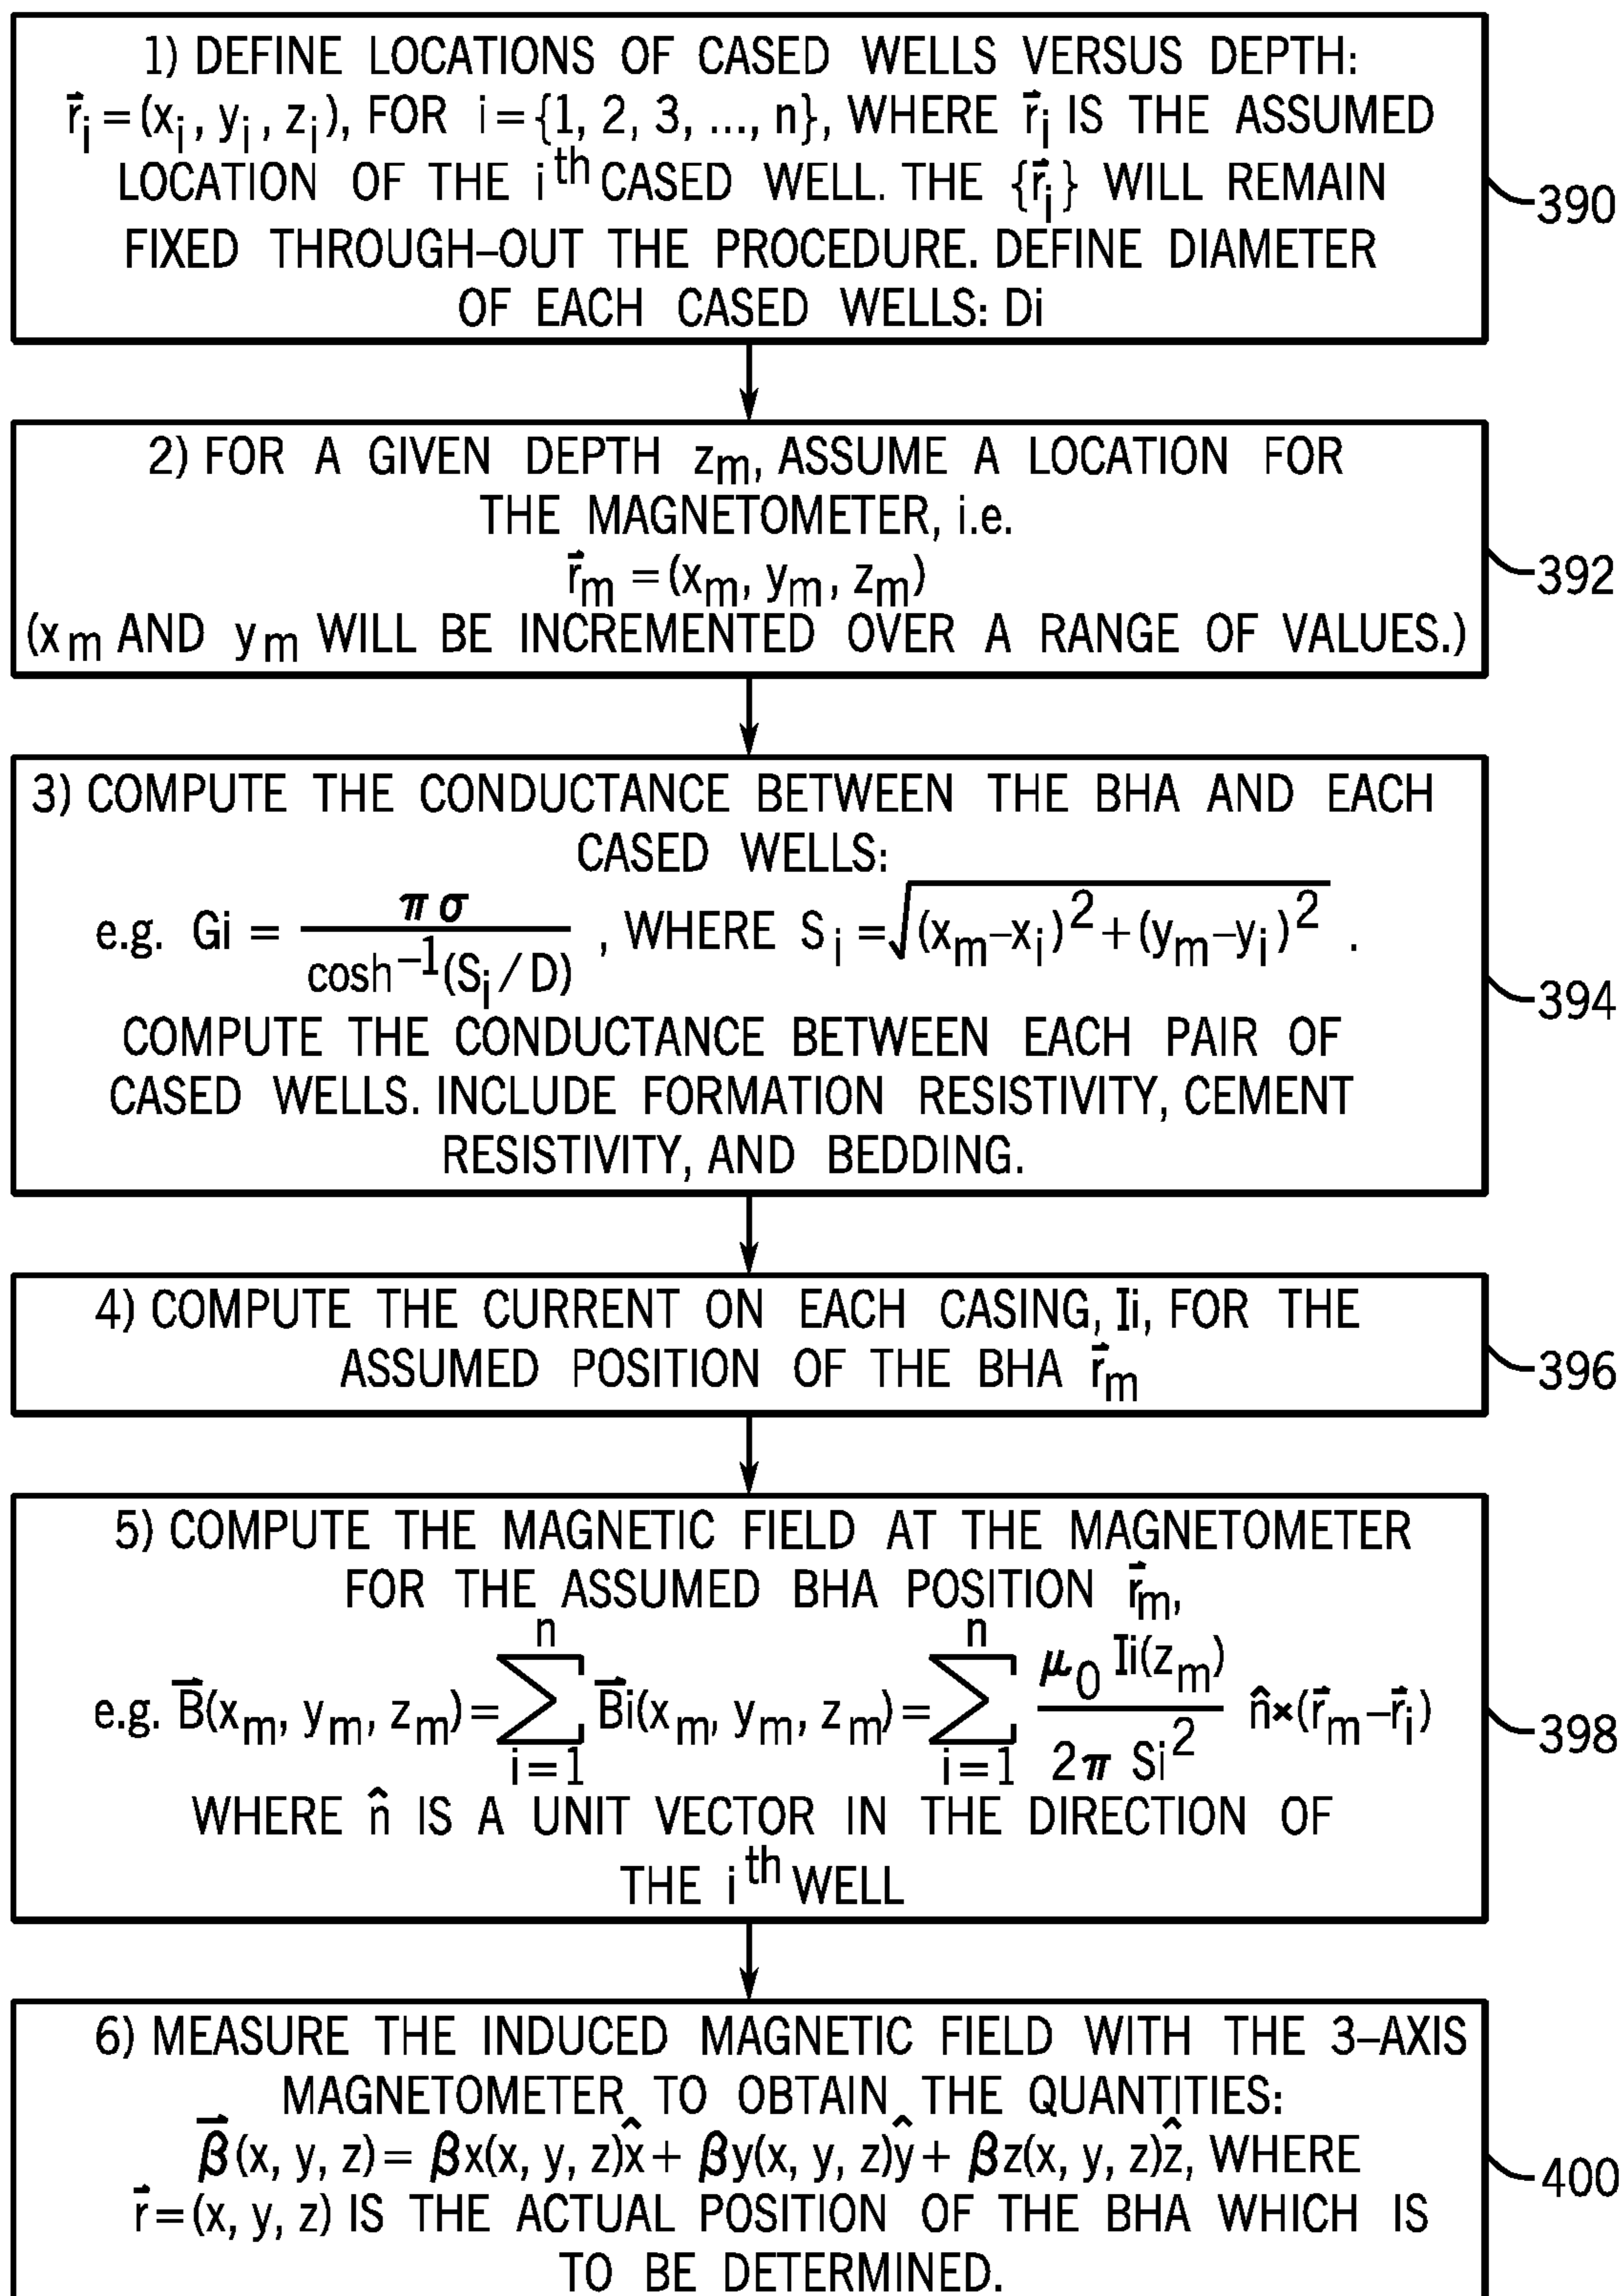 1) DEFINE LOCATIONS OF CASED WELLS VERSUS DEPTH:
r⃗i = (xi, yi, zi), FOR i = {1, 2, 3, ..., n}, WHERE r⃗i IS THE ASSUMED
LOCATION OF THE i^th CASED WELL. THE {r⃗i} WILL REMAIN
FIXED THROUGH–OUT THE PROCEDURE. DEFINE DIAMETER
OF EACH CASED WELLS: Di
390
2) FOR A GIVEN DEPTH zm, ASSUME A LOCATION FOR
THE MAGNETOMETER, i.e.
r⃗m = (xm, ym, zm)
(xm AND ym WILL BE INCREMENTED OVER A RANGE OF VALUES.)
392
3) COMPUTE THE CONDUCTANCE BETWEEN THE BHA AND EACH
CASED WELLS:
e.g. Gi = πσ / cosh^–1(Si / D) , WHERE Si = √((xm–xi)^2 + (ym–yi)^2) .
COMPUTE THE CONDUCTANCE BETWEEN EACH PAIR OF
CASED WELLS. INCLUDE FORMATION RESISTIVITY, CEMENT
RESISTIVITY, AND BEDDING.
394
4) COMPUTE THE CURRENT ON EACH CASING, Ii, FOR THE
ASSUMED POSITION OF THE BHA r⃗m
396
5) COMPUTE THE MAGNETIC FIELD AT THE MAGNETOMETER
FOR THE ASSUMED BHA POSITION r⃗m,
e.g. B⃗(xm, ym, zm) = ∑_{i=1}^{n} B⃗i(xm, ym, zm) = ∑_{i=1}^{n} μ0 Ii(zm) / 2π Si^2 n̂×(r⃗m–r⃗i)
WHERE n̂ IS A UNIT VECTOR IN THE DIRECTION OF
THE i^th WELL
398
6) MEASURE THE INDUCED MAGNETIC FIELD WITH THE 3–AXIS
MAGNETOMETER TO OBTAIN THE QUANTITIES:
β⃗(x, y, z) = βx(x, y, z)x̂ + βy(x, y, z)ŷ + βz(x, y, z)ẑ, WHERE
r⃗ = (x, y, z) IS THE ACTUAL POSITION OF THE BHA WHICH IS
TO BE DETERMINED.
400